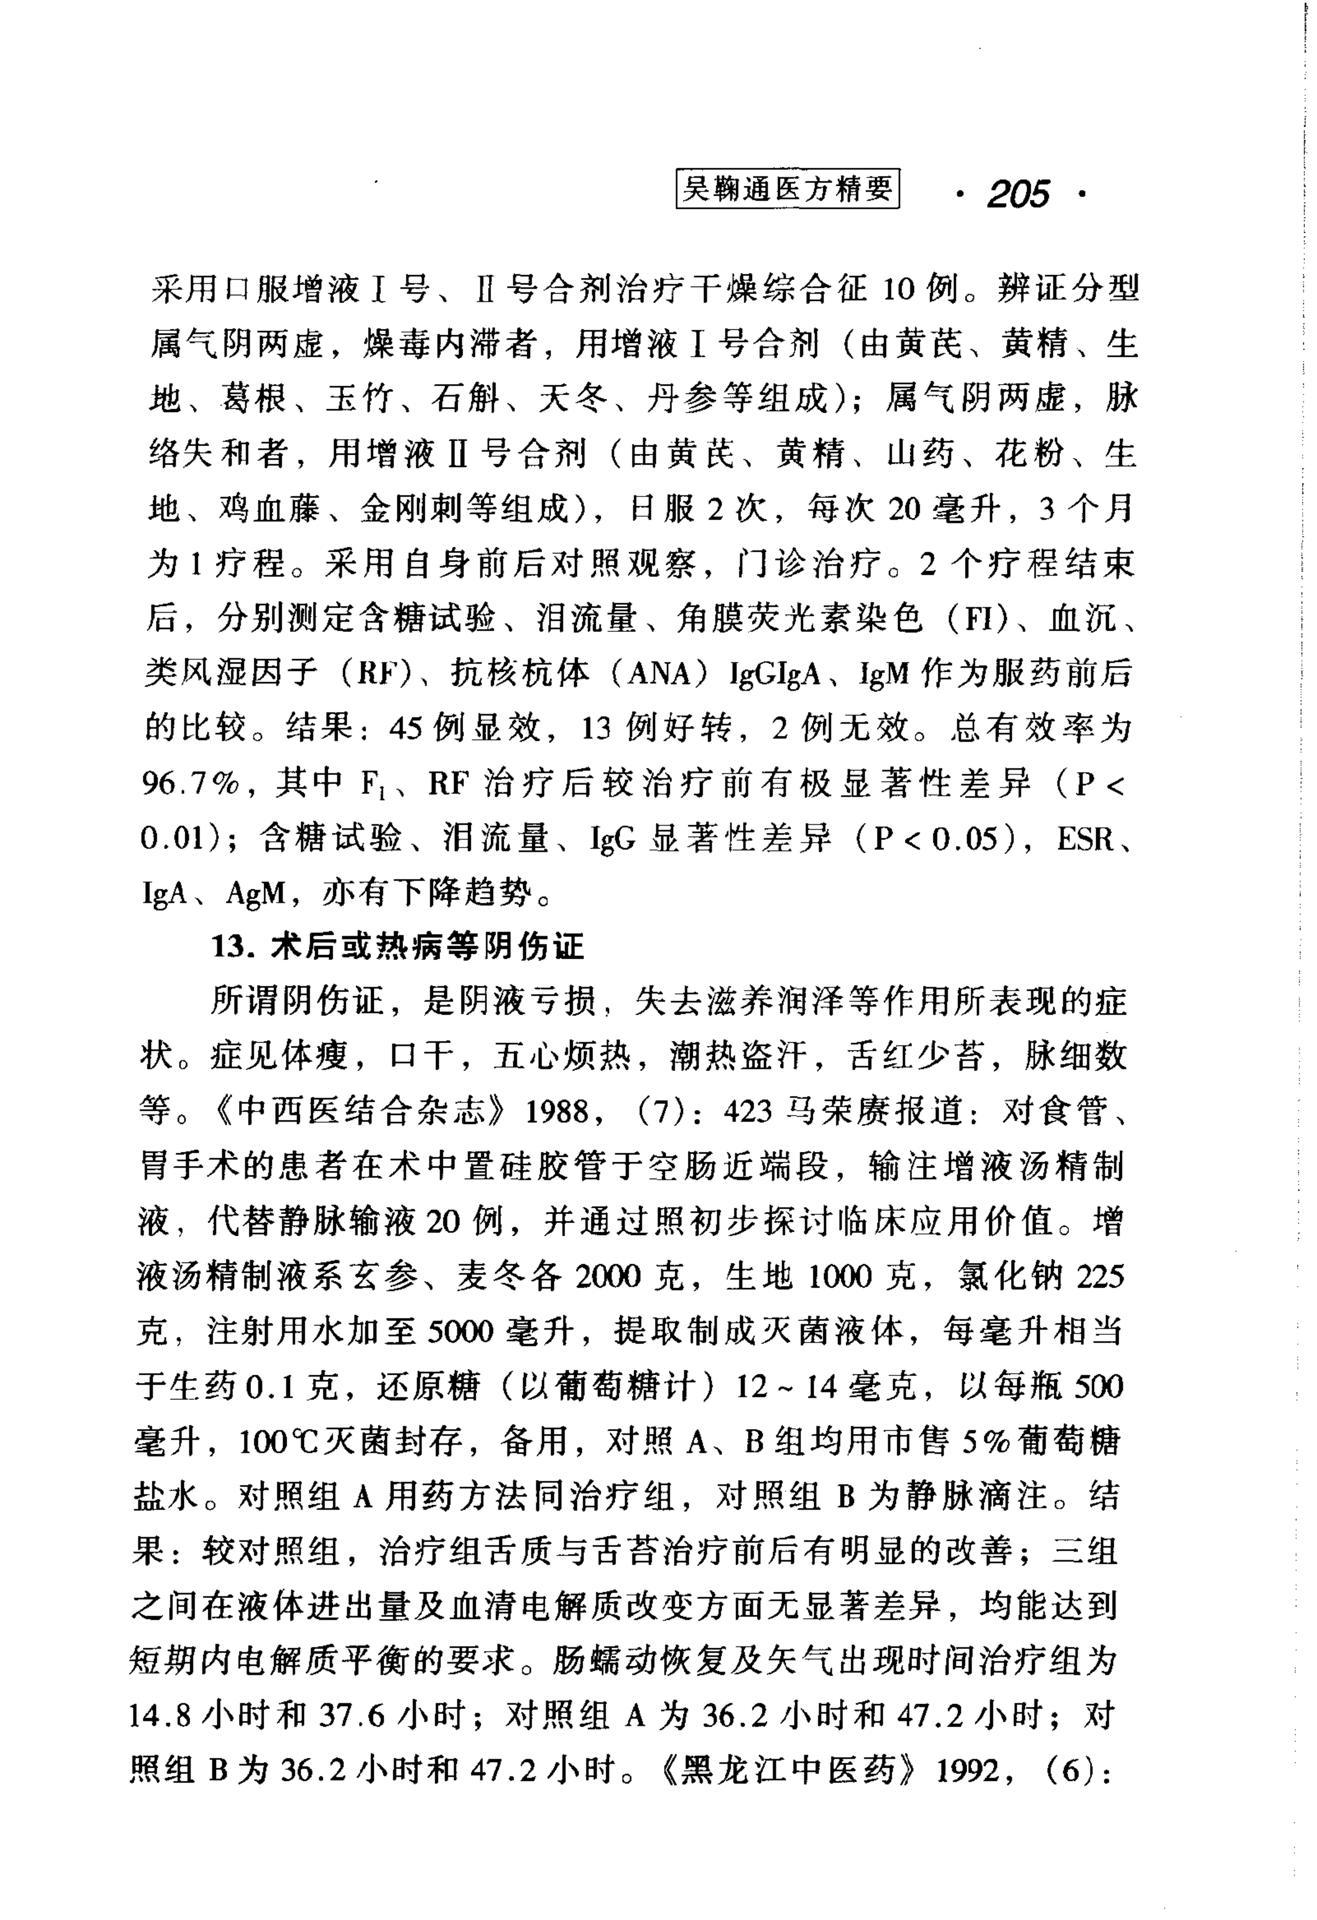 吴鞠通医方精要 · 205 ·
采用口服增液Ⅰ号、Ⅱ号合剂治疗干燥综合征 10 例。辨证分型
属气阴两虚，燥毒内滞者，用增液Ⅰ号合剂（由黄芪、黄精、生
地、葛根、玉竹、石斛、天冬、丹参等组成）；属气阴两虚，脉
络失和者，用增液Ⅱ号合剂（由黄芪、黄精、山药、花粉、生
地、鸡血藤、金刚刺等组成），日服 2 次，每次 20 毫升，3 个月
为 1 疗程。采用自身前后对照观察，门诊治疗。2 个疗程结束
后，分别测定含糖试验、泪流量、角膜荧光素染色（FI）、血沉、
类风湿因子（RF）、抗核杭体（ANA）IgGIgA、IgM 作为服药前后
的比较。结果：45 例显效，13 例好转，2 例无效。总有效率为
96.7%，其中 F₁、RF 治疗后较治疗前有极显著性差异（P <
0.01）；含糖试验、泪流量、IgG 显著性差异（P < 0.05），ESR、
IgA、AgM，亦有下降趋势。
13. 术后或热病等阴伤证
所谓阴伤证，是阴液亏损，失去滋养润泽等作用所表现的症
状。症见体瘦，口干，五心烦热，潮热盗汗，舌红少苔，脉细数
等。《中西医结合杂志》1988，（7）：423 马荣赓报道：对食管、
胃手术的患者在术中置硅胶管于空肠近端段，输注增液汤精制
液，代替静脉输液 20 例，并通过照初步探讨临床应用价值。增
液汤精制液系玄参、麦冬各 2000 克，生地 1000 克，氯化钠 225
克，注射用水加至 5000 毫升，提取制成灭菌液体，每毫升相当
于生药 0.1 克，还原糖（以葡萄糖计）12 ~ 14 毫克，以每瓶 500
毫升，100℃灭菌封存，备用，对照 A、B 组均用市售 5%葡萄糖
盐水。对照组 A 用药方法同治疗组，对照组 B 为静脉滴注。结
果：较对照组，治疗组舌质与舌苔治疗前后有明显的改善；三组
之间在液体进出量及血清电解质改变方面无显著差异，均能达到
短期内电解质平衡的要求。肠蠕动恢复及矢气出现时间治疗组为
14.8 小时和 37.6 小时；对照组 A 为 36.2 小时和 47.2 小时；对
照组 B 为 36.2 小时和 47.2 小时。《黑龙江中医药》1992，（6）：